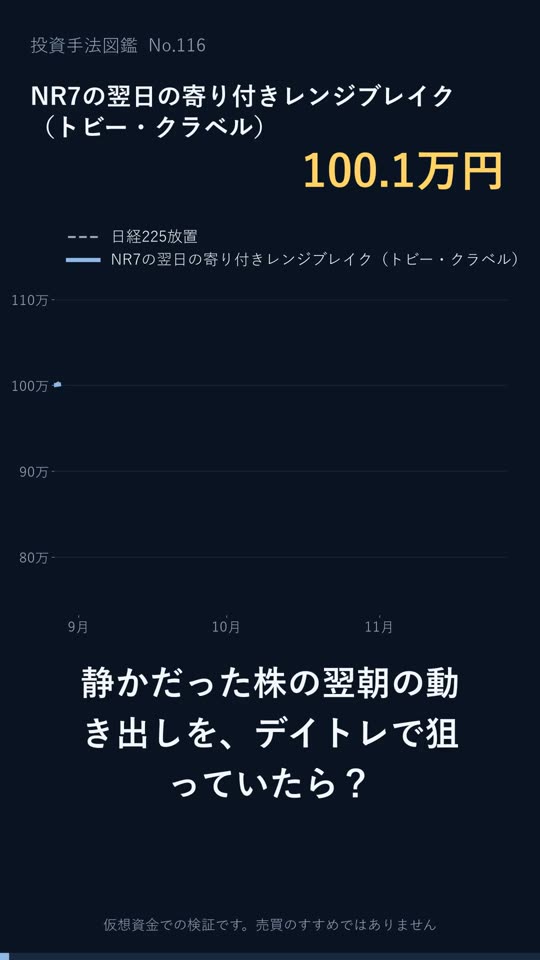 投資手法図鑑 No.116
NR7の翌日の寄り付きレンジブレイク
（トビー・クラベル）
100.1万円
日経225放置
NR7の翌日の寄り付きレンジブレイク（トビー・クラベル）
110万
100万
90万
80万
9月 10月 11月
静かだった株の翌朝の動
き出しを、デイトレで狙
っていたら？
仮想資金での検証です。売買のすすめではありません